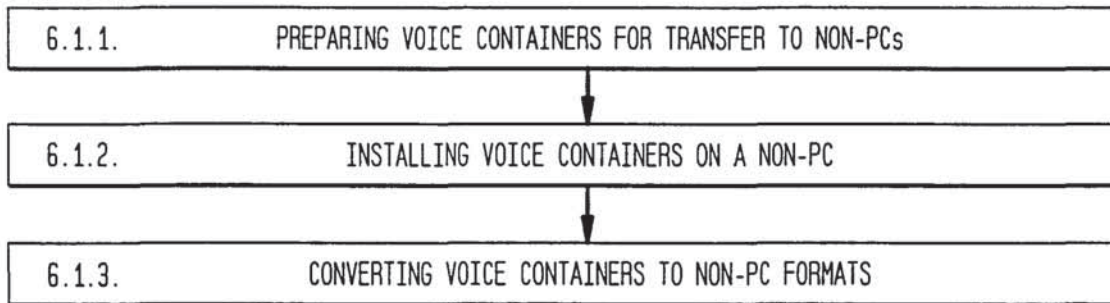 6.1.1. PREPARING VOICE CONTAINERS FOR TRANSFER TO NON-PCs
6.1.2. INSTALLING VOICE CONTAINERS ON A NON-PC
6.1.3. CONVERTING VOICE CONTAINERS TO NON-PC FORMATS